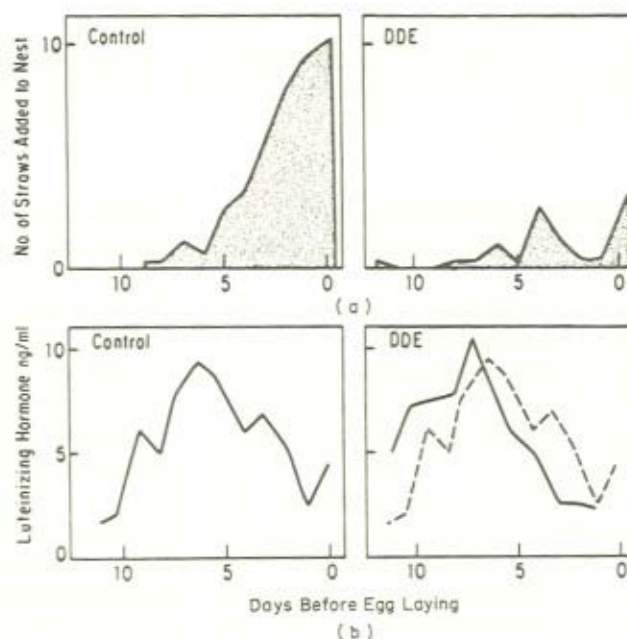 Control
DDE
No. of Straws Added to Nest
10
0
10 5 0
10 5 0
(a)
Control
DDE
Luteinizing Hormone ng/ml
10
5
0
10 5 0
10 5 0
Days Before Egg Laying
(b)